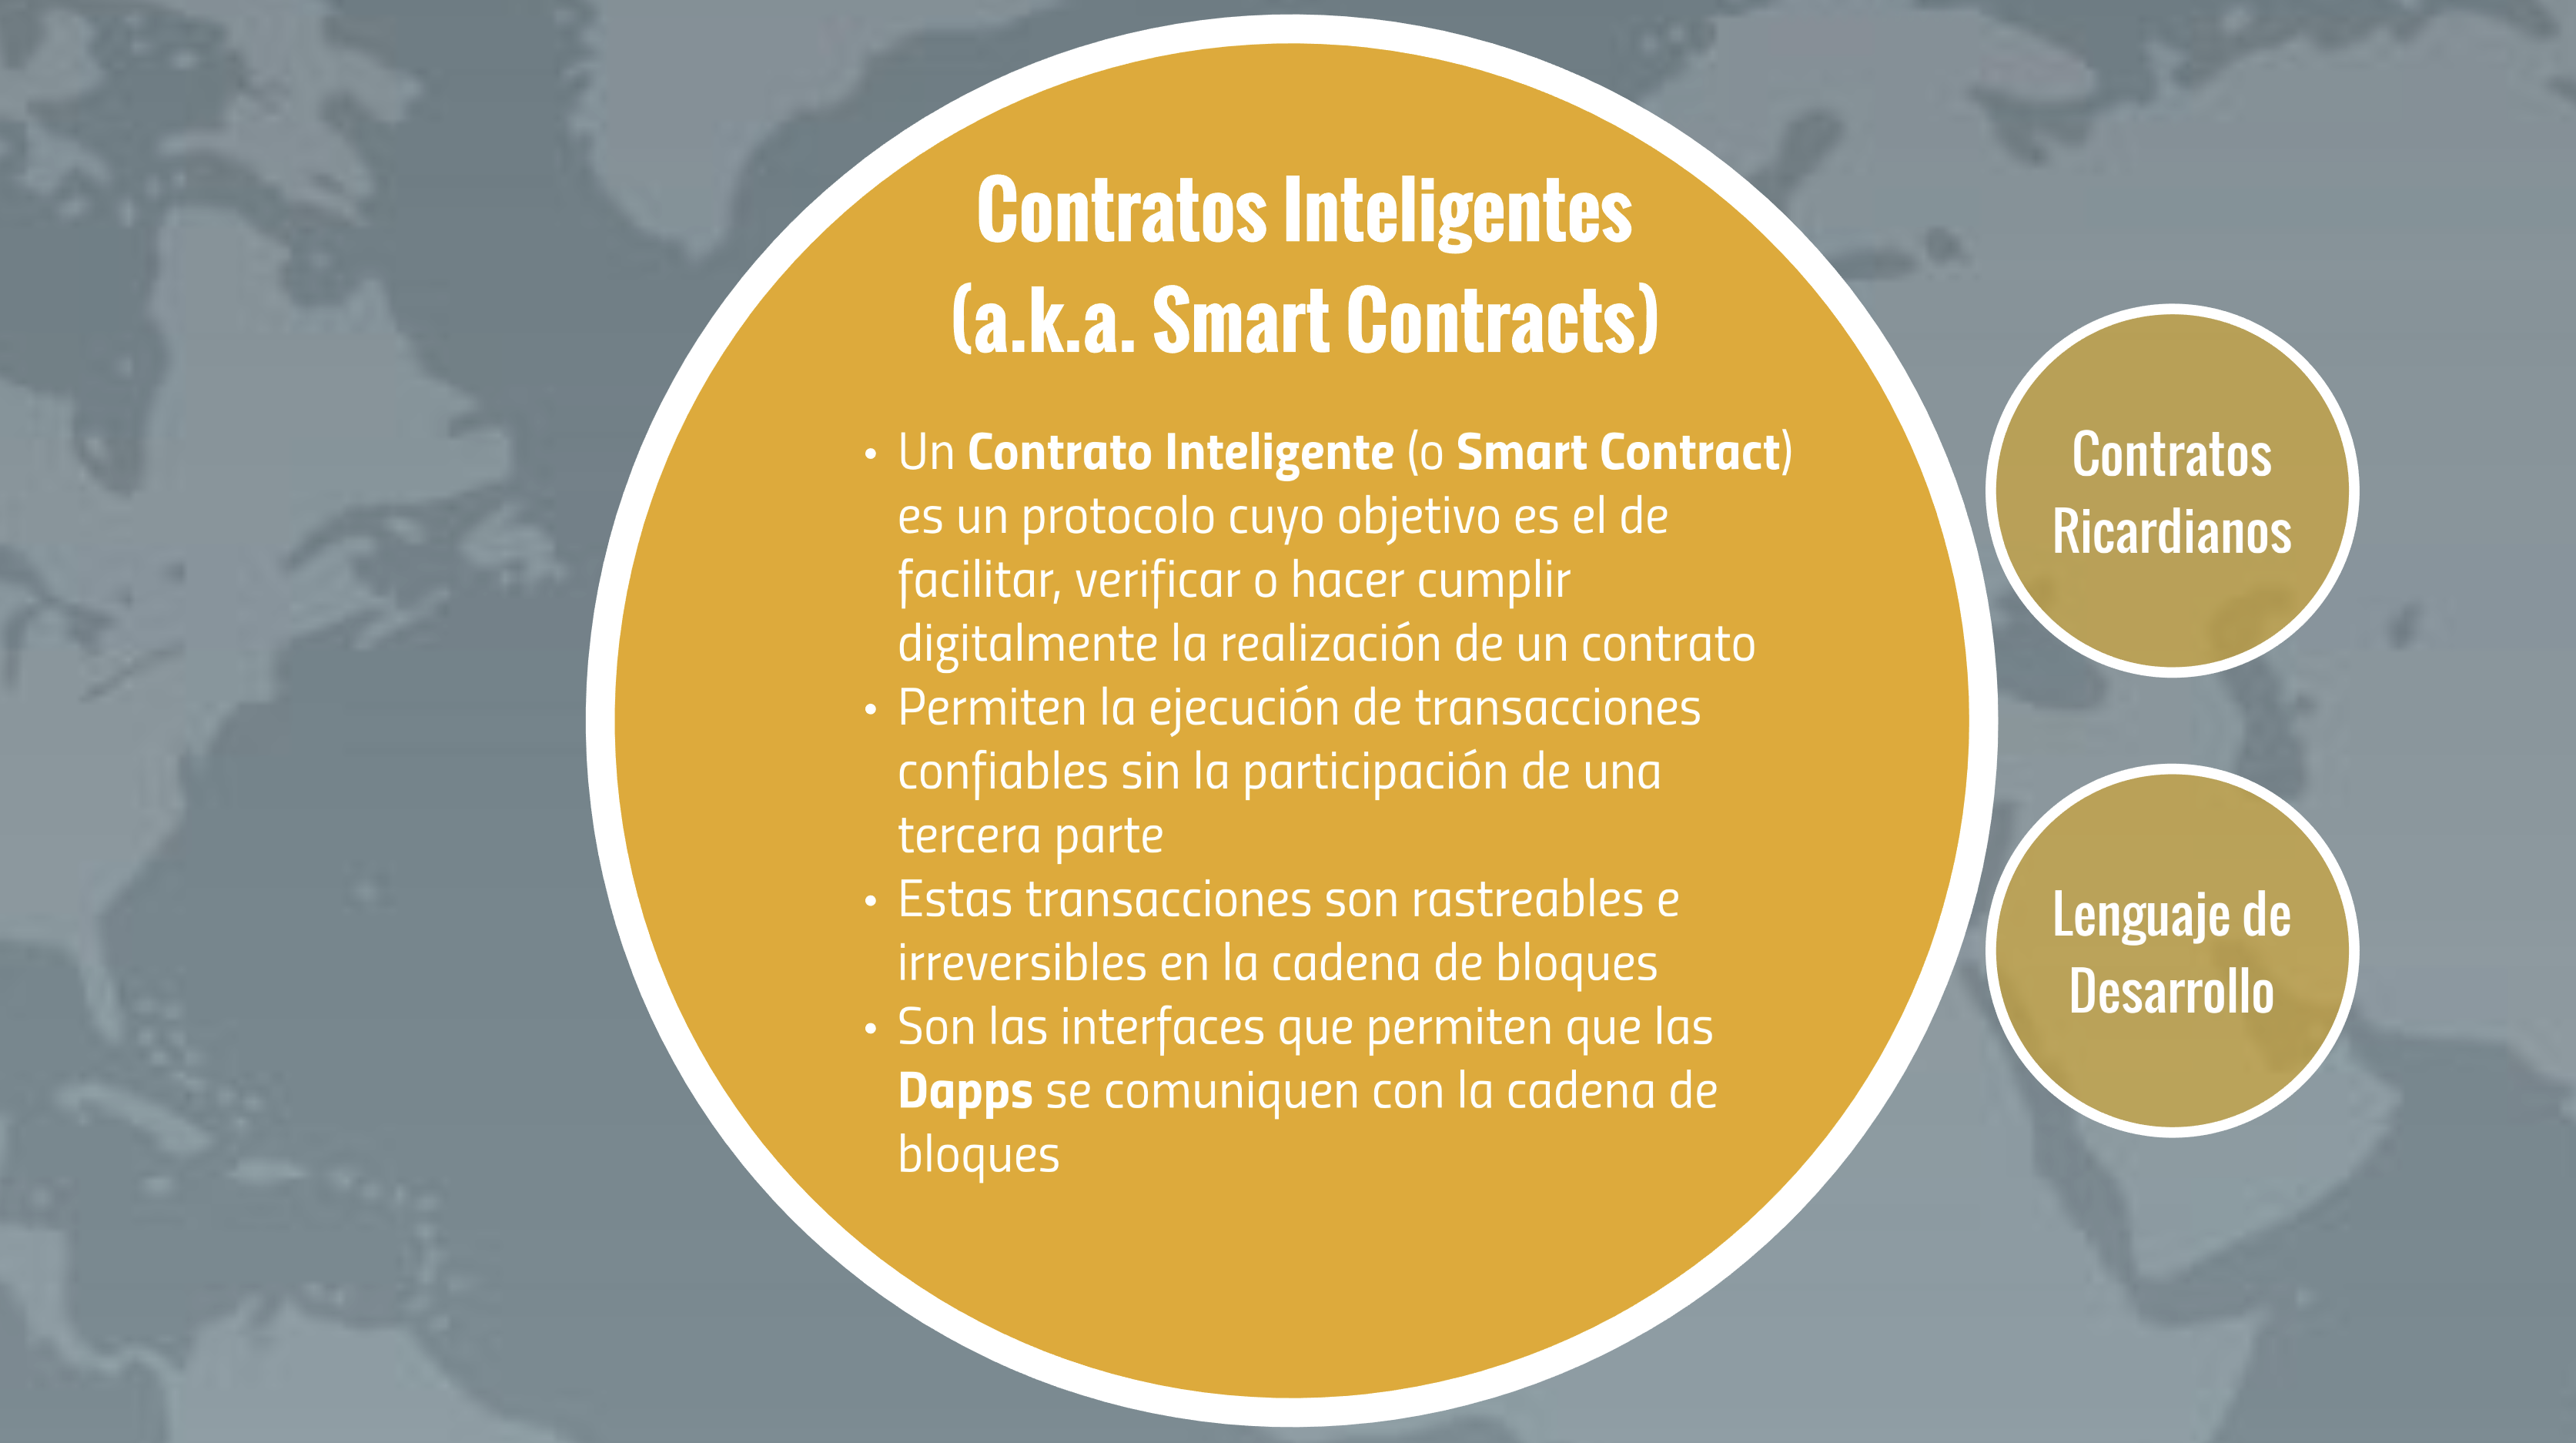 Contratos Inteligentes
(a.k.a. Smart Contracts)
• Un Contrato Inteligente (o Smart Contract)
es un protocolo cuyo objetivo es el de
facilitar, verificar o hacer cumplir
digitalmente la realización de un contrato
• Permiten la ejecución de transacciones
confiables sin la participación de una
tercera parte
• Estas transacciones son rastreables e
irreversibles en la cadena de bloques
• Son las interfaces que permiten que las
Dapps se comuniquen con la cadena de
bloques
Contratos
Ricardianos
Lenguaje de
Desarrollo